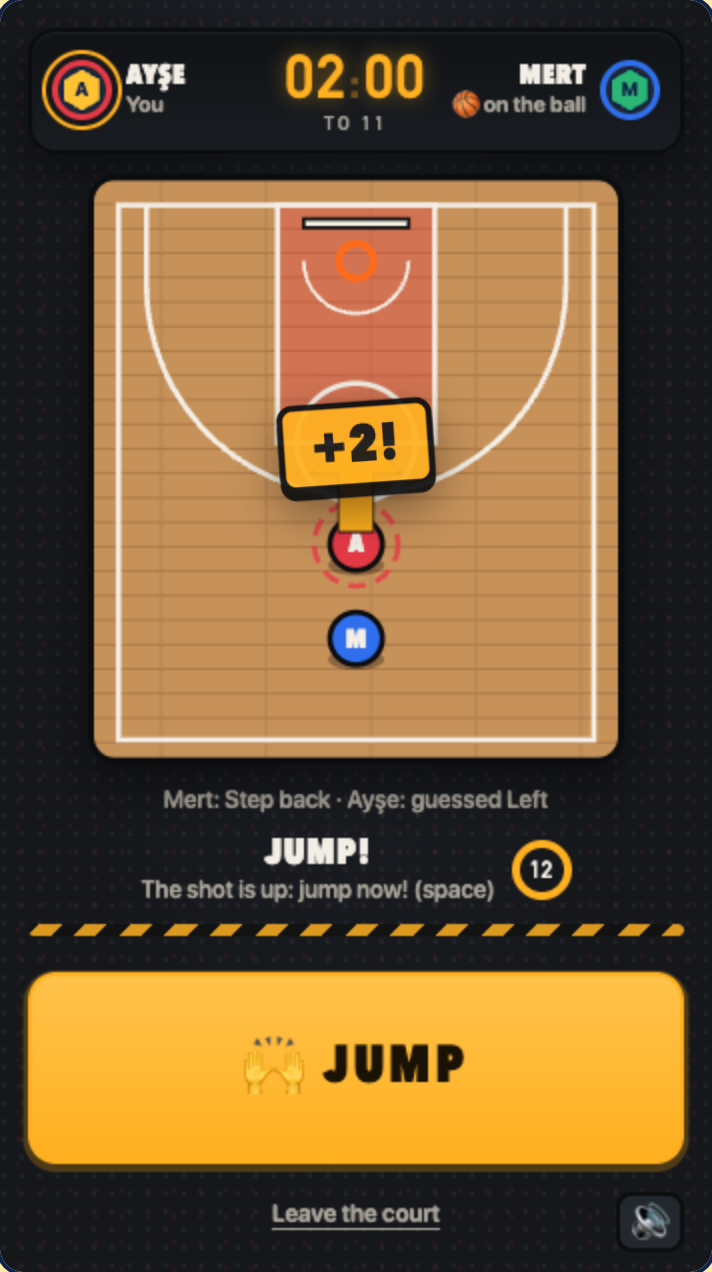 A
AYŞE
You
02:00
TO 11
MERT
🏀 on the ball
M
+2!
A
M
Mert: Step back · Ayşe: guessed Left
JUMP!
The shot is up: jump now! (space)
12
🙌 JUMP
Leave the court